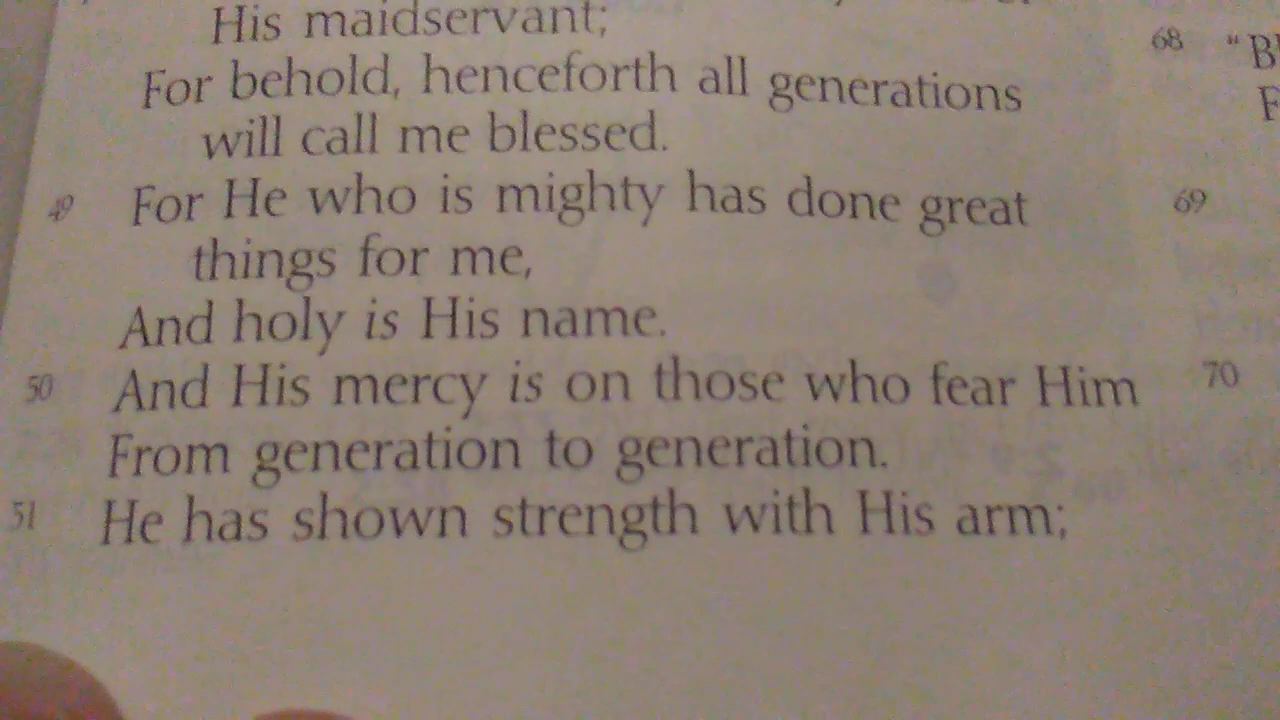 His maidservant;
For behold, henceforth all generations
will call me blessed.
49 For He who is mighty has done great
things for me,
And holy is His name.
50 And His mercy is on those who fear Him
From generation to generation.
51 He has shown strength with His arm;
68 "B
F
69
70